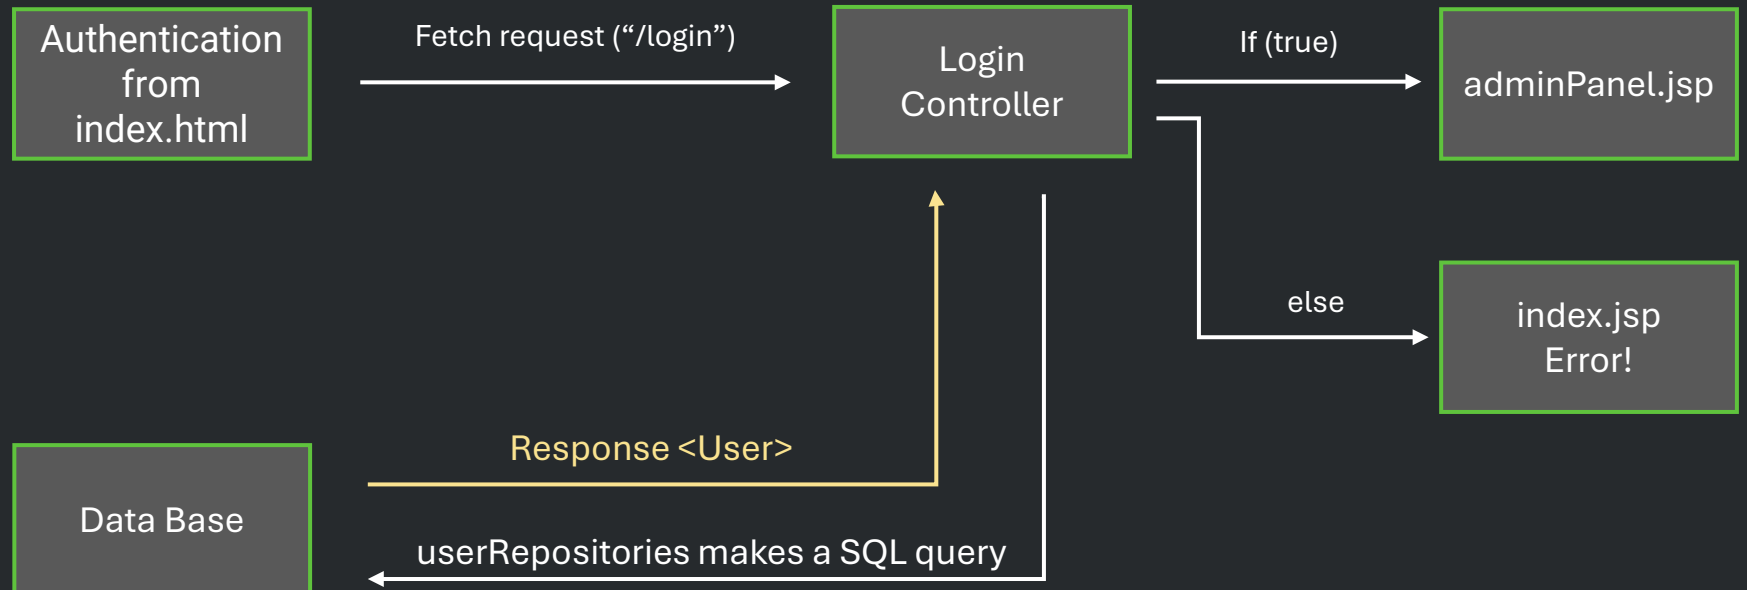 Authentication
from
index.html
Fetch request (“/login”)
Login
Controller
If (true)
adminPanel.jsp
else
index.jsp
Error!
Response <User>
Data Base
userRepositories makes a SQL query